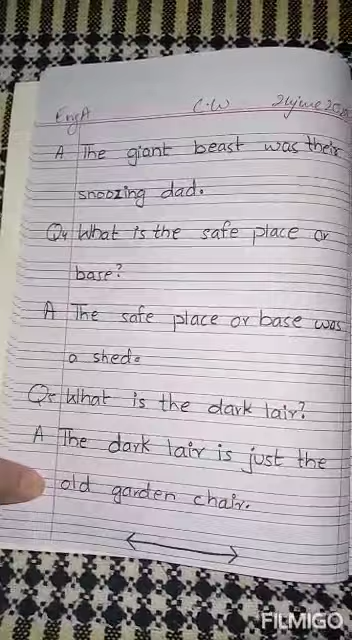 Eng A C.W 24 june 20
A The giant beast was their
snoozing dad.
Q4 What is the safe place or
base?
A The safe place or base was
a shed.
Q5 What is the dark lair?
A The dark lair is just the
old garden chair.
FILMIGO